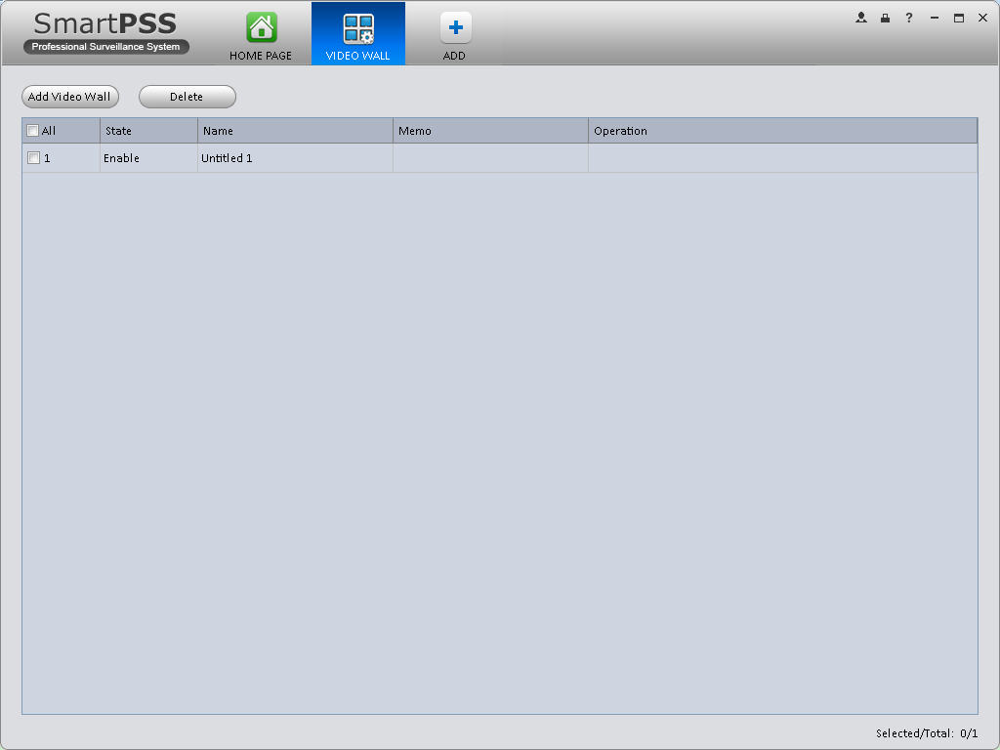 SmartPSS
Professional Surveillance System
HOME PAGE
VIDEO WALL
ADD
?
Add Video Wall
Delete
All State Name Memo Operation
1 Enable Untitled 1
Selected/Total: 0/1